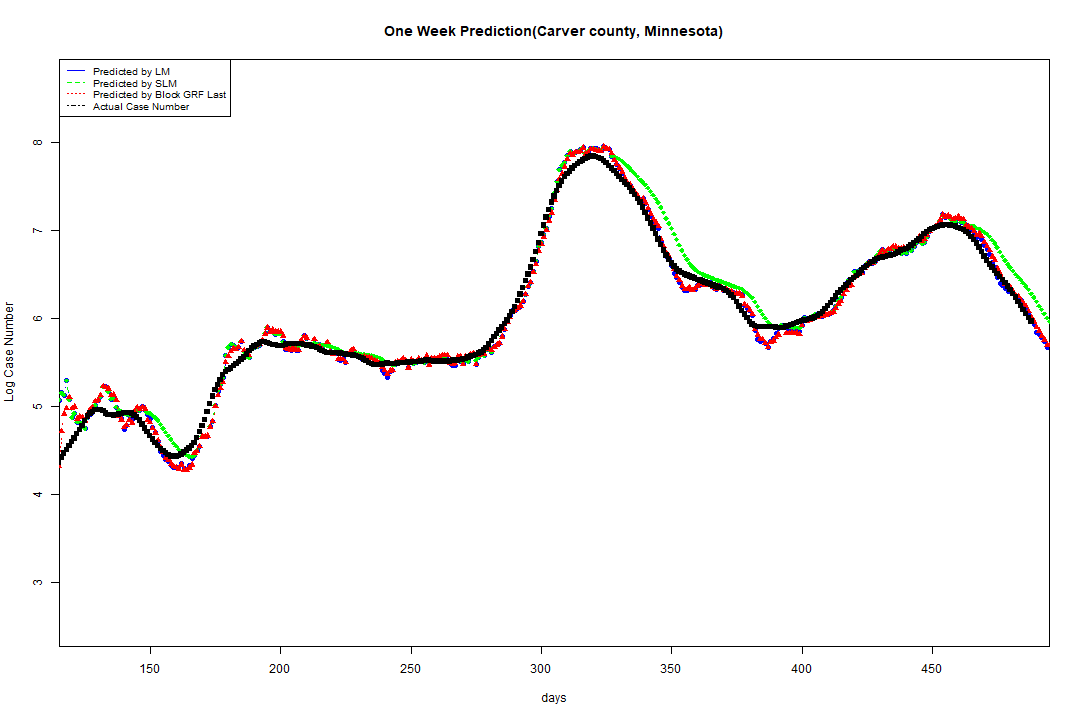 One Week Prediction(Carver county, Minnesota)
Predicted by LM
Predicted by SLM
Predicted by Block GRF Last
Actual Case Number
8
7
6
5
4
3
Log Case Number
150 200 250 300 350 400 450
days